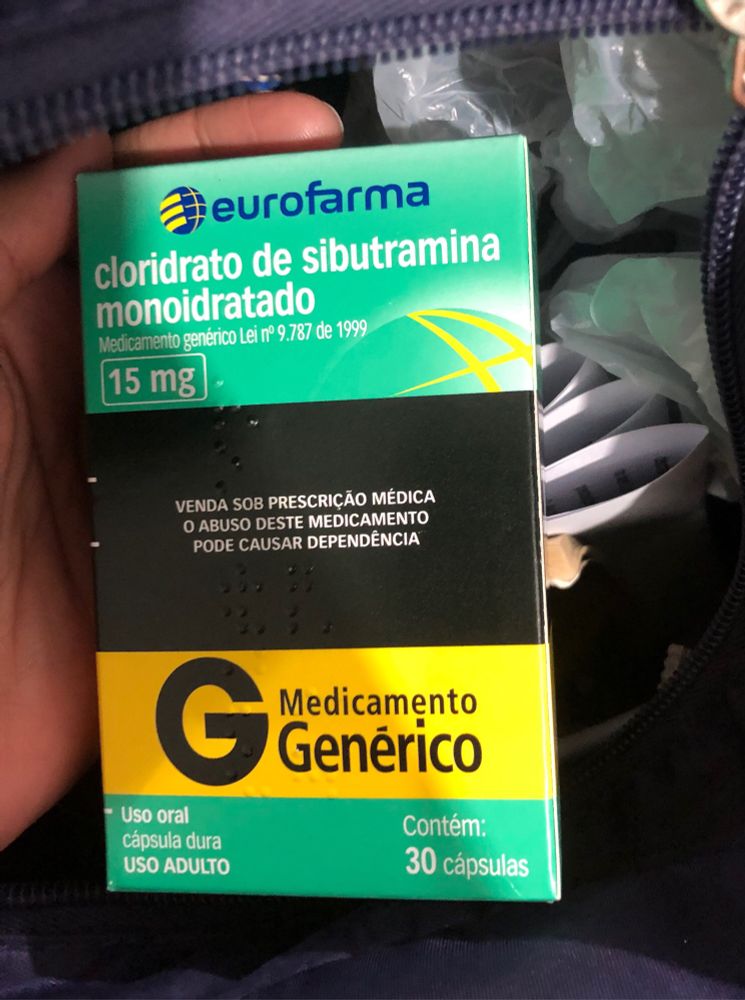 eurofarma
cloridrato de sibutramina
monoidratado
Medicamento genérico Lei nº 9.787 de 1999
15 mg
VENDA SOB PRESCRIÇÃO MÉDICA
O ABUSO DESTE MEDICAMENTO
PODE CAUSAR DEPENDÊNCIA
G Medicamento
Genérico
Uso oral
cápsula dura
USO ADULTO
Contém:
30 cápsulas